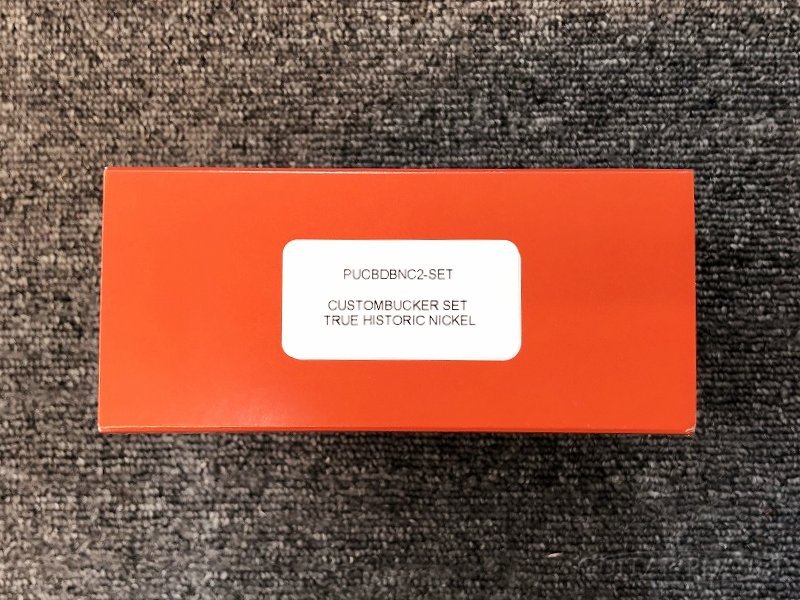 PUCBDBNC2-SET
CUSTOMBUCKER SET
TRUE HISTORIC NICKEL